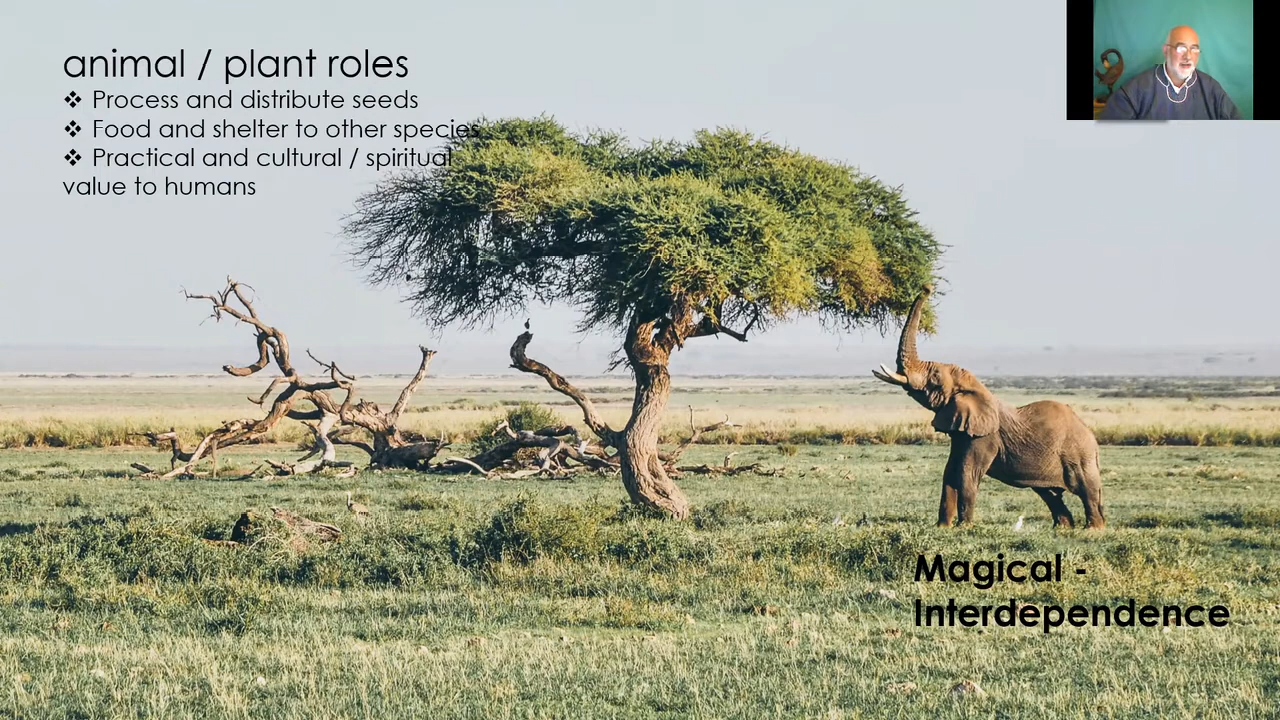 animal / plant roles
❖ Process and distribute seeds
❖ Food and shelter to other species
❖ Practical and cultural / spiritual
value to humans
Magical -
Interdependence